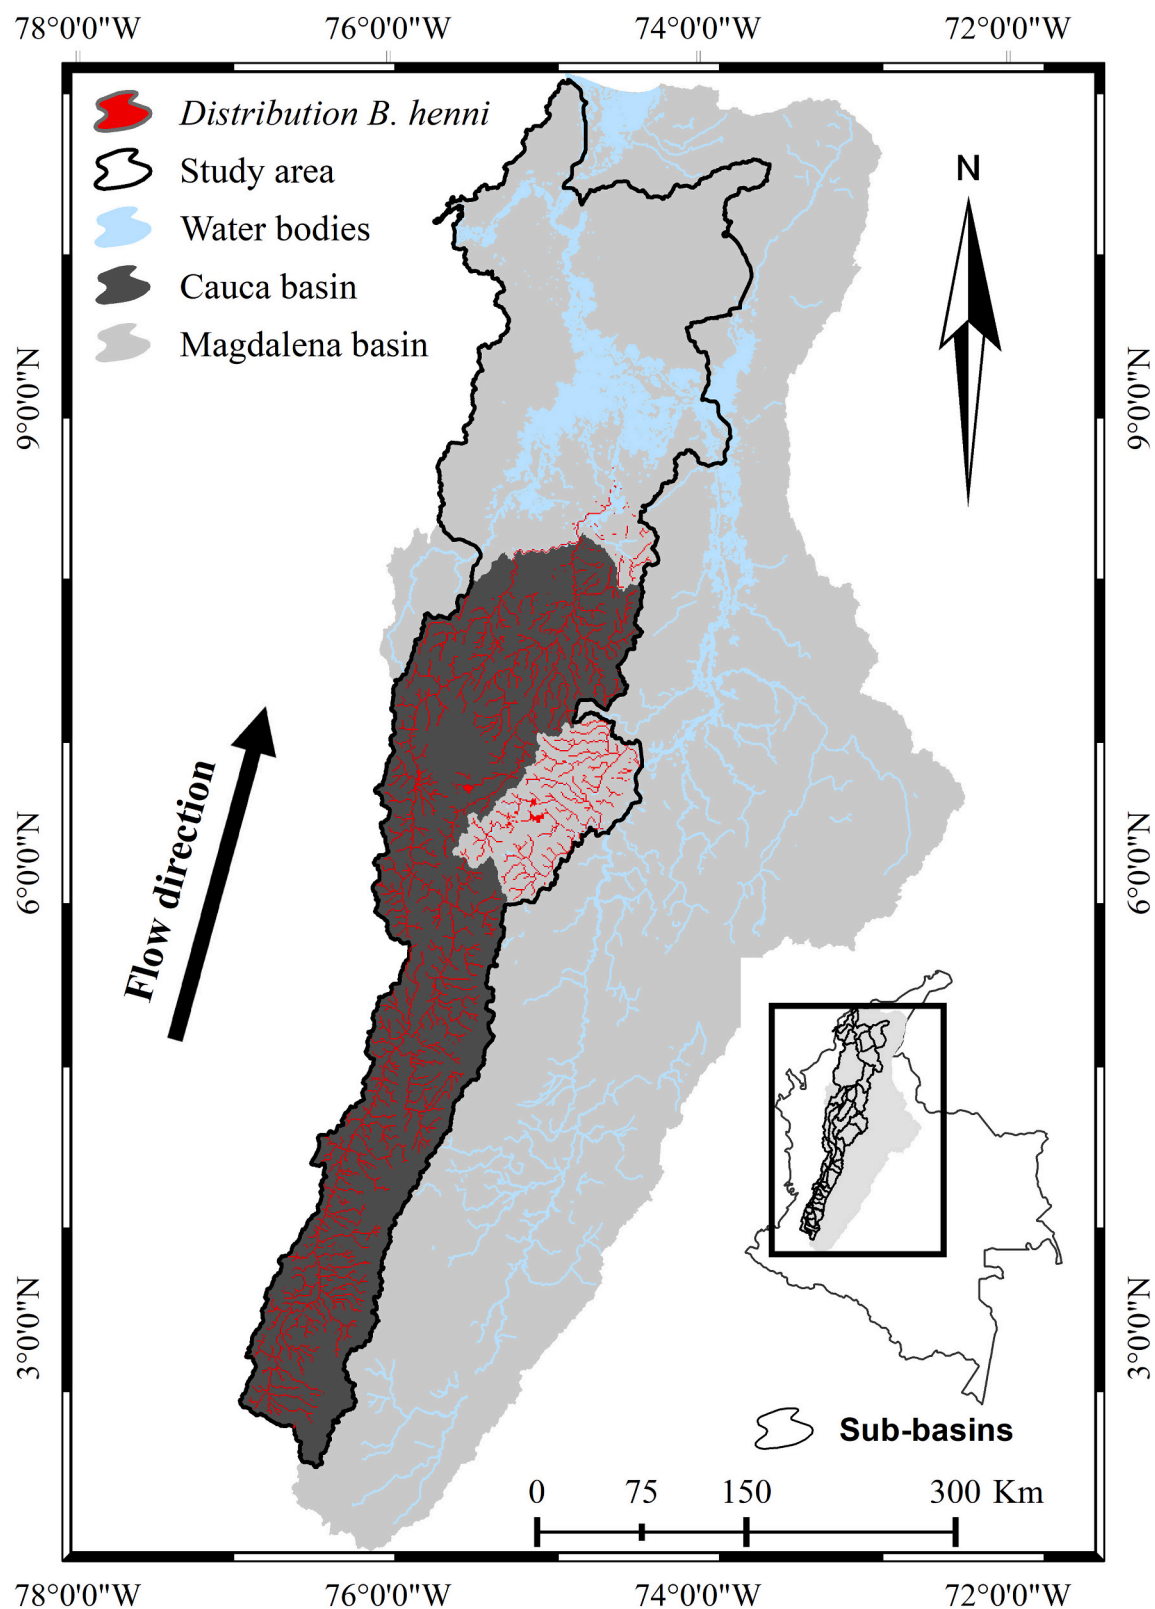 78°0'0"W 76°0'0"W 74°0'0"W 72°0'0"W
Distribution B. henni
Study area
Water bodies
Cauca basin
Magdalena basin
N
9°0'0"N
9°0'0"N
Flow direction
6°0'0"N
6°0'0"N
3°0'0"N
3°0'0"N
Sub-basins
0 75 150 300 Km
78°0'0"W 76°0'0"W 74°0'0"W 72°0'0"W